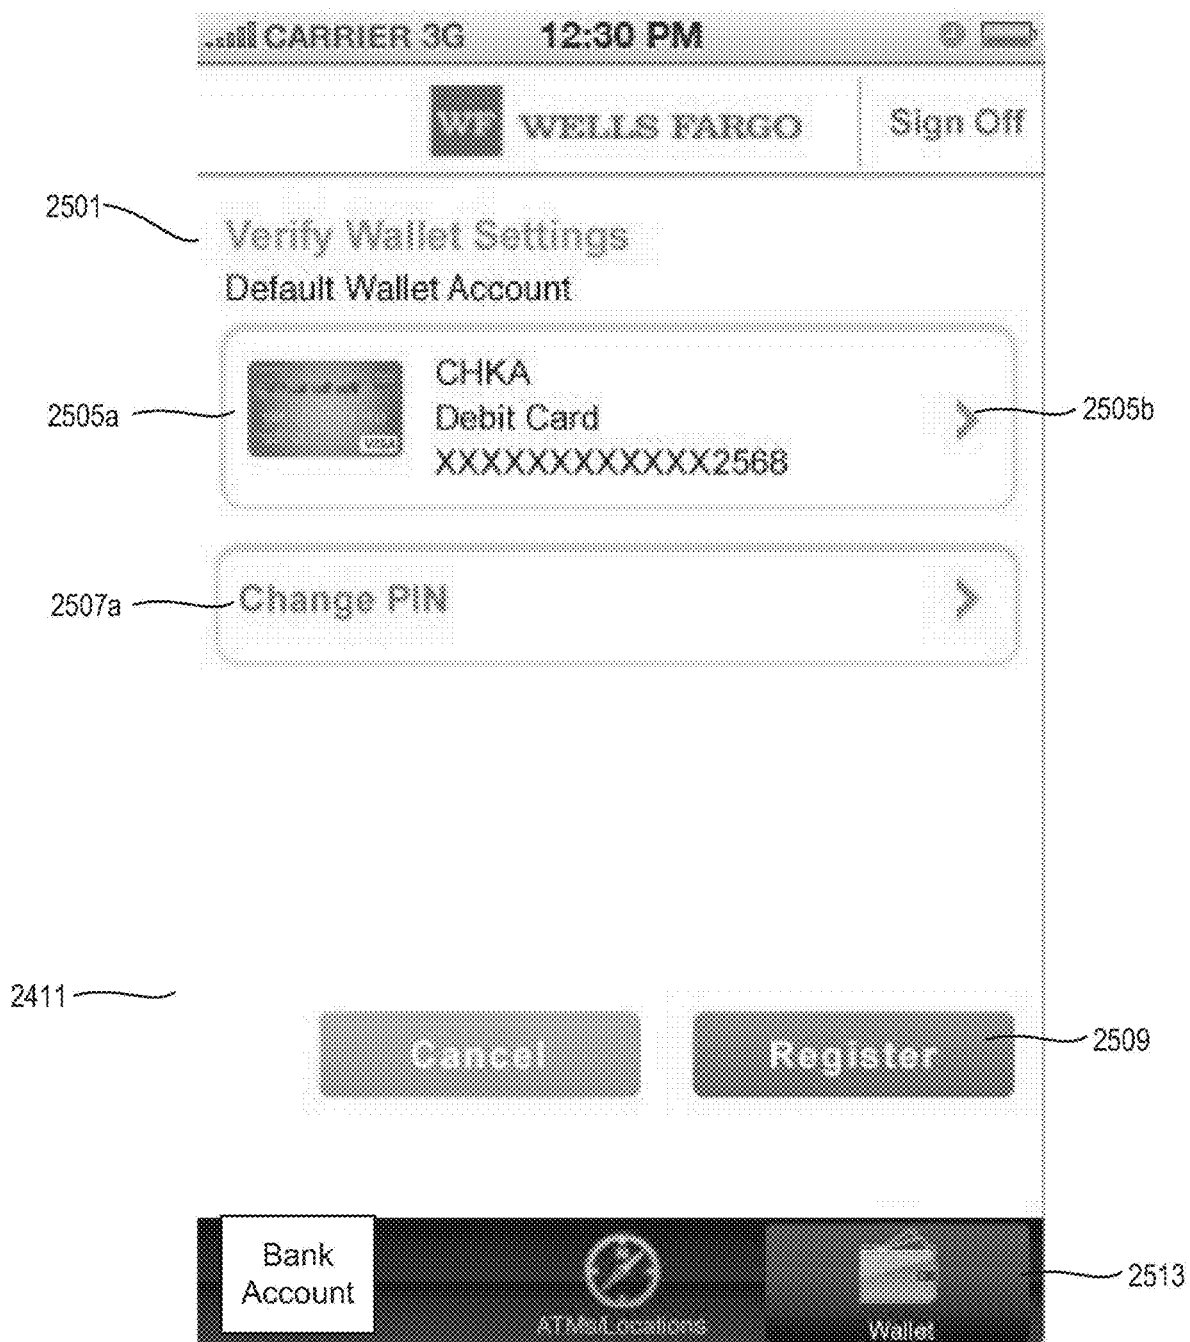 CARRIER 3G 12:30 PM
WELLS FARGO Sign Off
2501
Verify Wallet Settings
Default Wallet Account
CHKA
2505a Debit Card 2505b
XXXXXXXXXXXX2568
2507a Change PIN
2411
Cancel Register 2509
Bank
Account
2513
ATMs/Locations Wallet